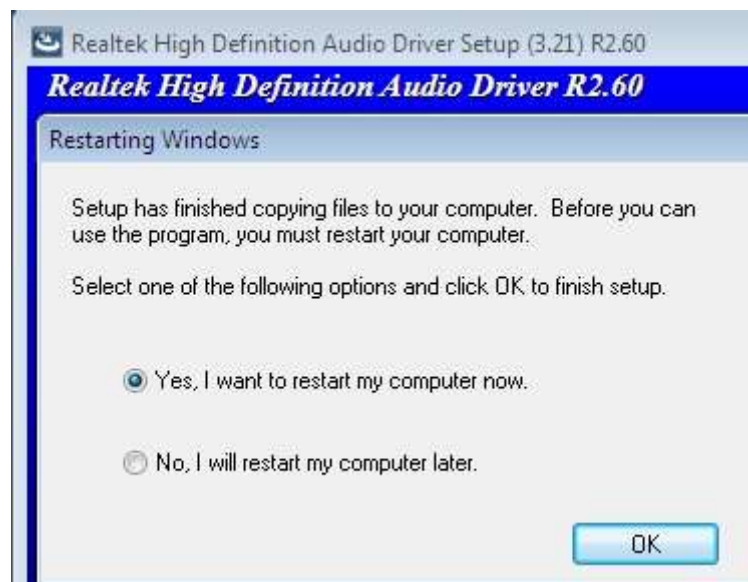 Realtek High Definition Audio Driver Setup (3.21) R2.60
Realtek High Definition Audio Driver R2.60
Restarting Windows
Setup has finished copying files to your computer.  Before you can
use the program, you must restart your computer.
Select one of the following options and click OK to finish setup.
Yes, I want to restart my computer now.
No, I will restart my computer later.
OK